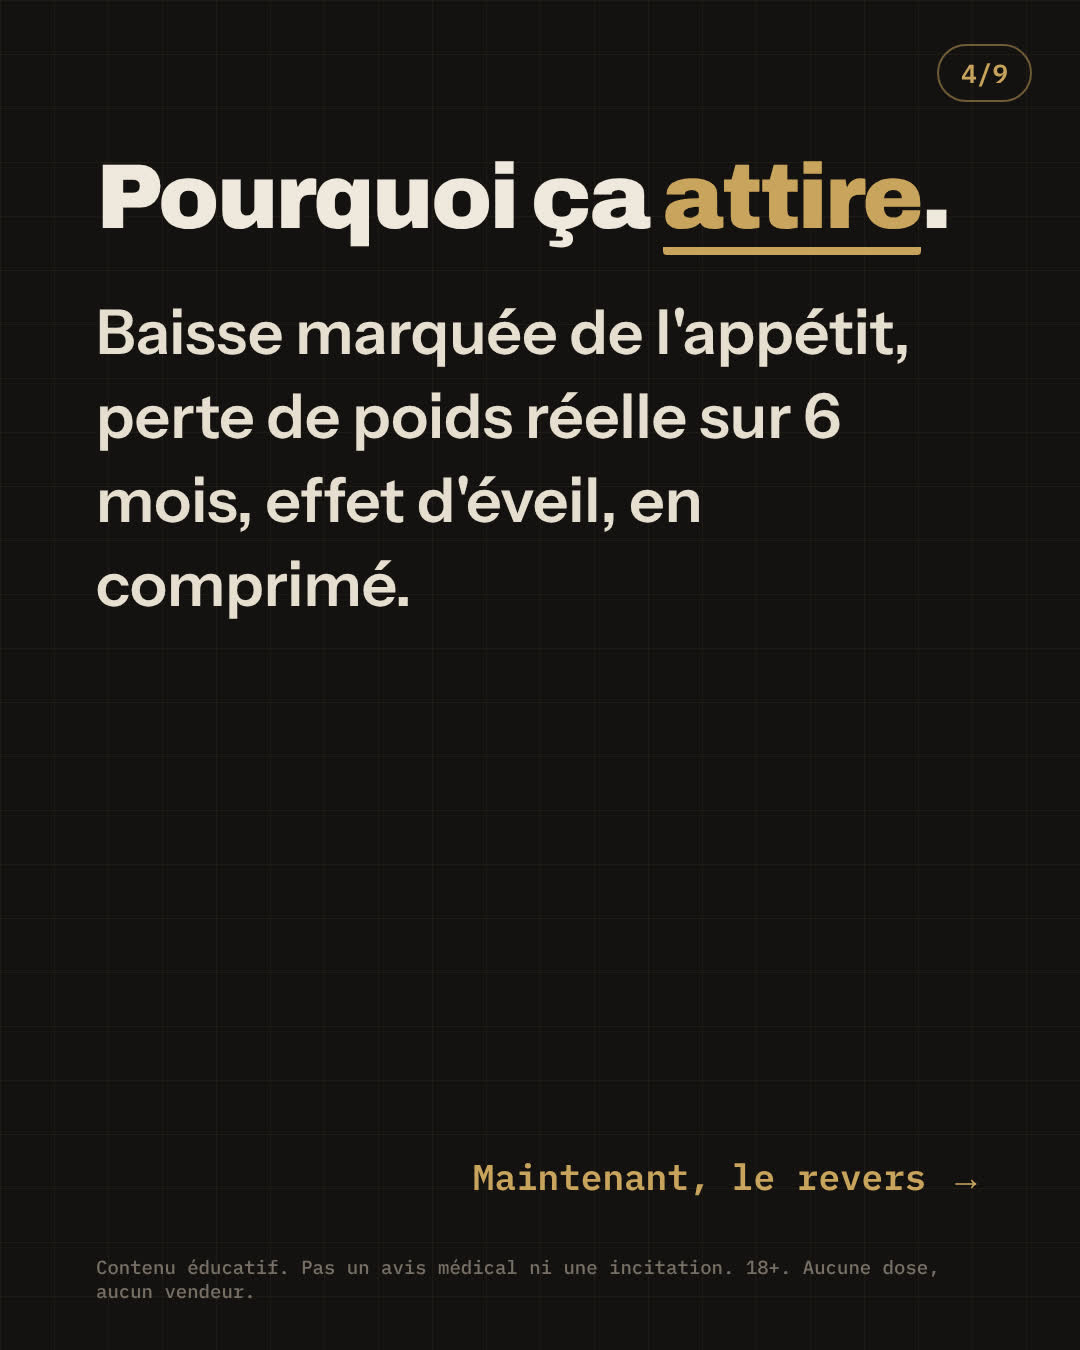 4/9
Pourquoi ça attire.
Baisse marquée de l'appétit,
perte de poids réelle sur 6
mois, effet d'éveil, en
comprimé.
Maintenant, le revers →
Contenu éducatif. Pas un avis médical ni une incitation. 18+. Aucune dose,
aucun vendeur.